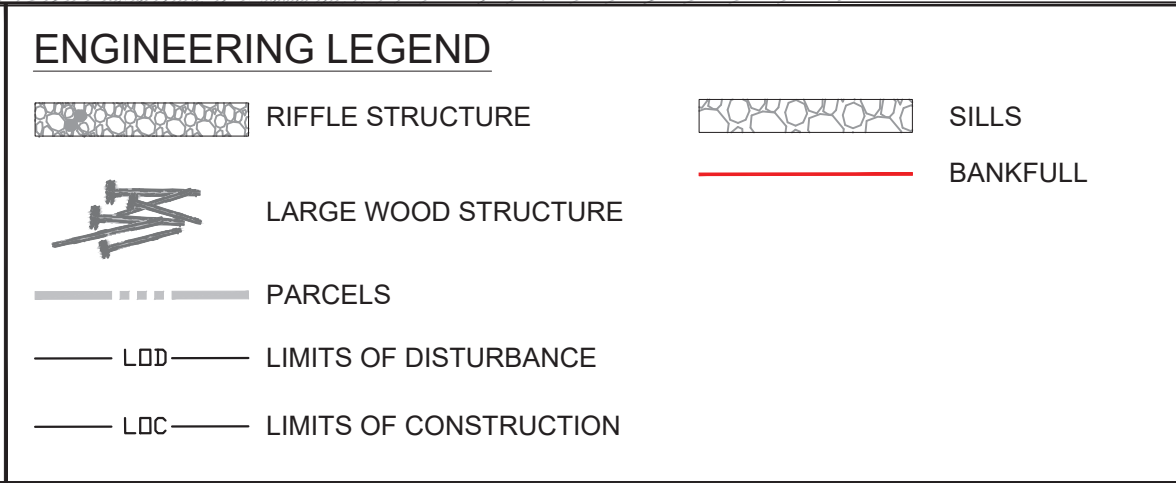 ENGINEERING LEGEND
RIFFLE STRUCTURE
LARGE WOOD STRUCTURE
PARCELS
LOD LIMITS OF DISTURBANCE
LOC LIMITS OF CONSTRUCTION
SILLS
BANKFULL